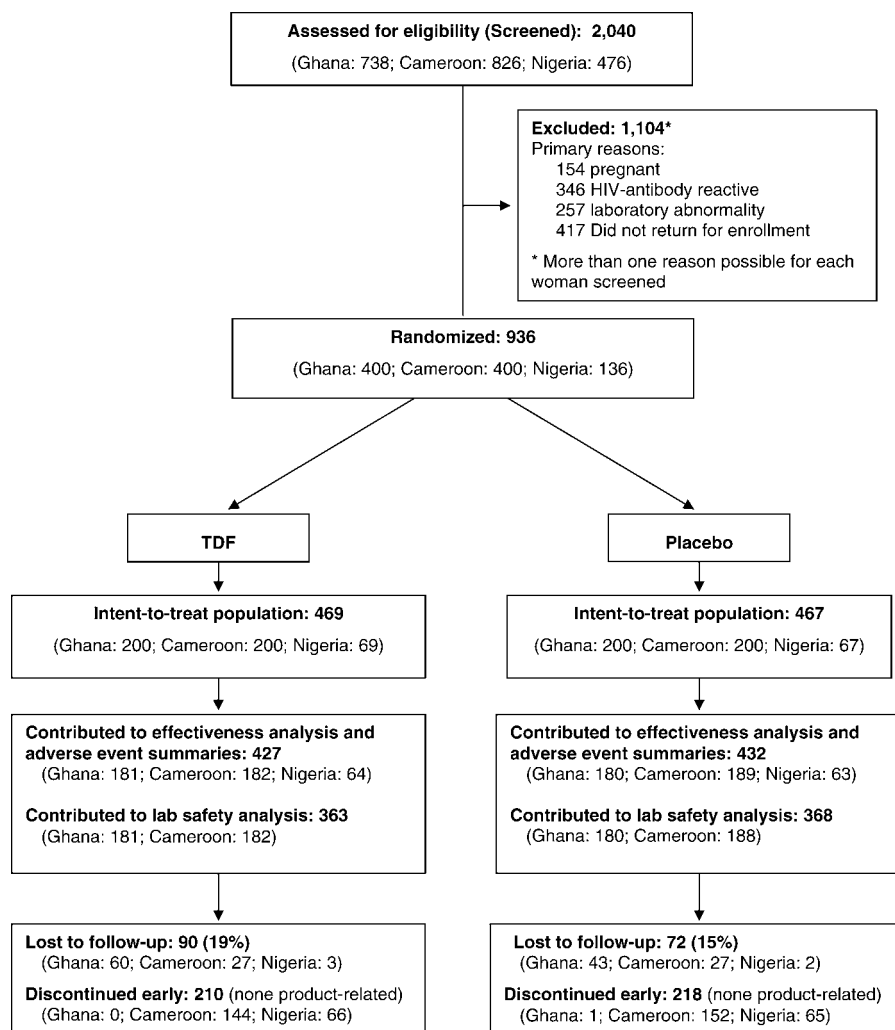 Assessed for eligibility (Screened): 2,040
(Ghana: 738; Cameroon: 826; Nigeria: 476)
Excluded: 1,104*
Primary reasons:
154 pregnant
346 HIV-antibody reactive
257 laboratory abnormality
417 Did not return for enrollment
* More than one reason possible for each
woman screened
Randomized: 936
(Ghana: 400; Cameroon: 400; Nigeria: 136)
TDF
Placebo
Intent-to-treat population: 469
(Ghana: 200; Cameroon: 200; Nigeria: 69)
Intent-to-treat population: 467
(Ghana: 200; Cameroon: 200; Nigeria: 67)
Contributed to effectiveness analysis and
adverse event summaries: 427
(Ghana: 181; Cameroon: 182; Nigeria: 64)
Contributed to lab safety analysis: 363
(Ghana: 181; Cameroon: 182)
Contributed to effectiveness analysis and
adverse event summaries: 432
(Ghana: 180; Cameroon: 189; Nigeria: 63)
Contributed to lab safety analysis: 368
(Ghana: 180; Cameroon: 188)
Lost to follow-up: 90 (19%)
(Ghana: 60; Cameroon: 27; Nigeria: 3)
Discontinued early: 210 (none product-related)
(Ghana: 0; Cameroon: 144; Nigeria: 66)
Lost to follow-up: 72 (15%)
(Ghana: 43; Cameroon: 27; Nigeria: 2)
Discontinued early: 218 (none product-related)
(Ghana: 1; Cameroon: 152; Nigeria: 65)